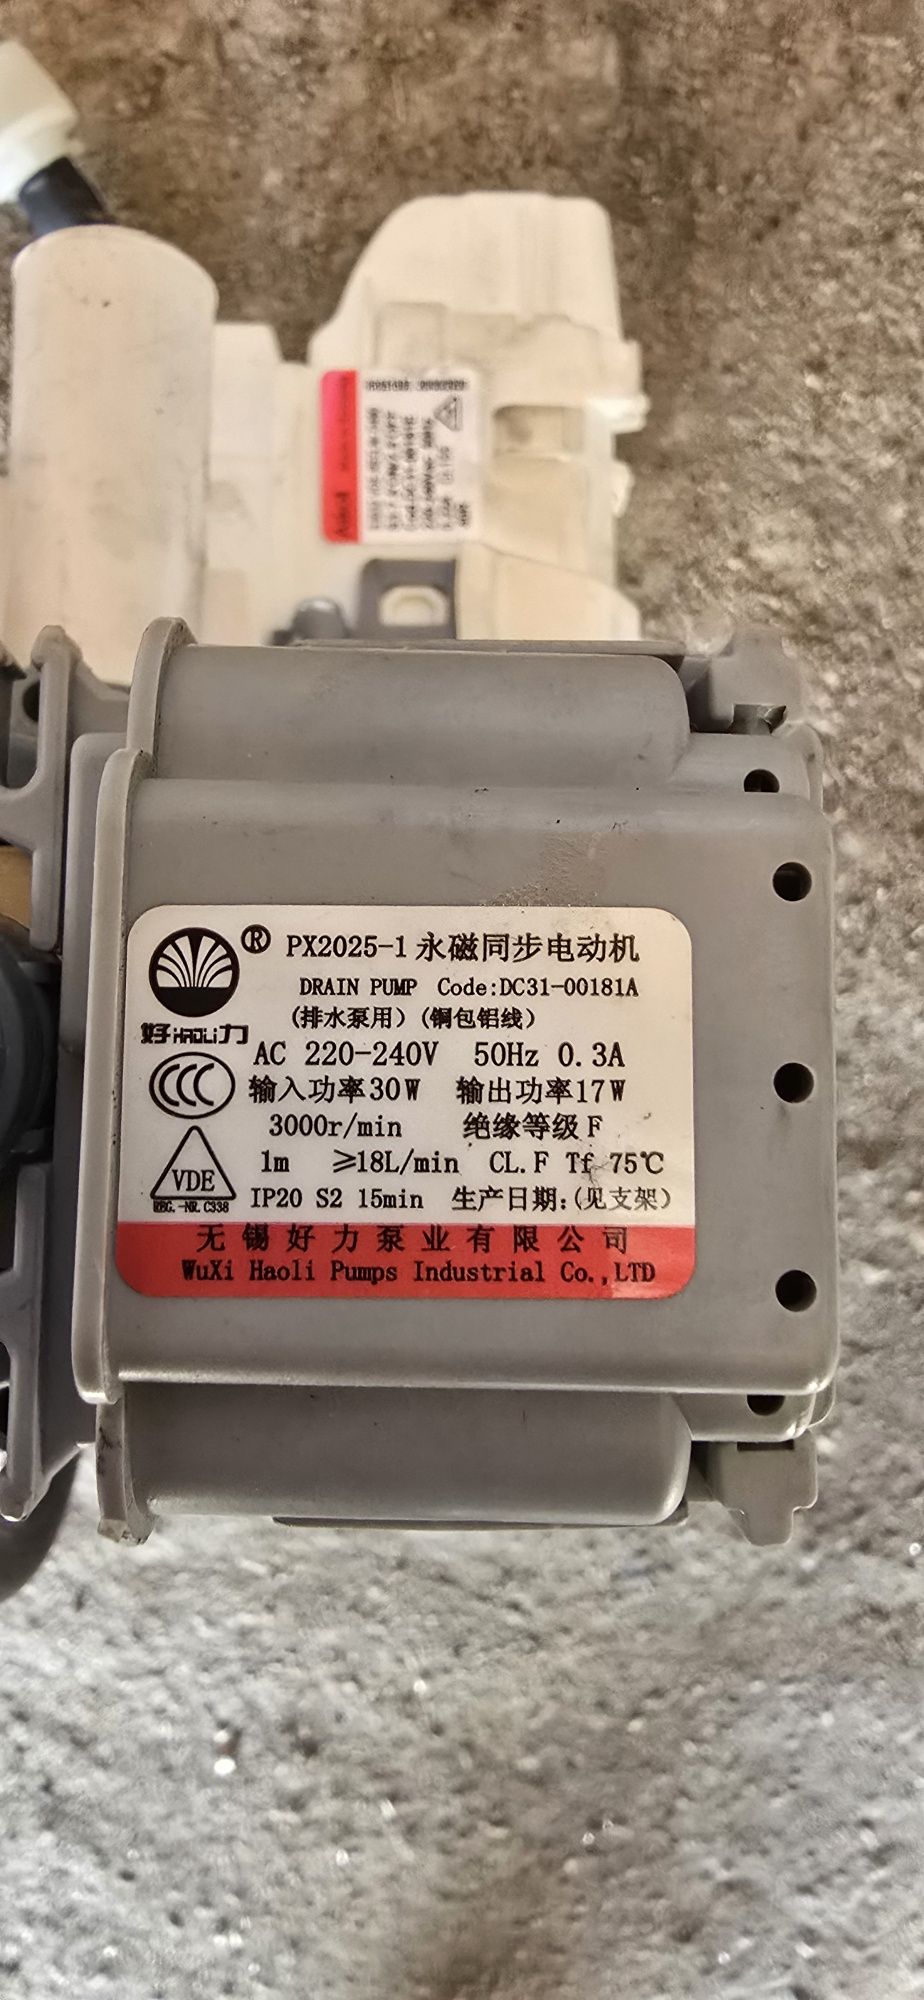 ® PX2025-1 永磁同步电动机
DRAIN PUMP Code:DC31-00181A
(排水泵用)(铜包铝线)
好HAOLi力
AC 220-240V 50Hz 0.3A
CCC 输入功率30W 输出功率17W
3000r/min 绝缘等级 F
1m ≥18L/min CL.F Tf 75℃
VDE
REG.-NR.C338 IP20 S2 15min 生产日期:(见支架)
无锡好力泵业有限公司
WuXi Haoli Pumps Industrial Co.,LTD